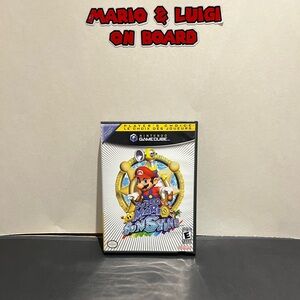 MARIO & LUIGI
ON BOARD
PLAYER'S CHOICE
LE CHOIX DES JOUEURS
NINTENDO
GAMECUBE
SUPER
MARIO
SUNSHINE
E